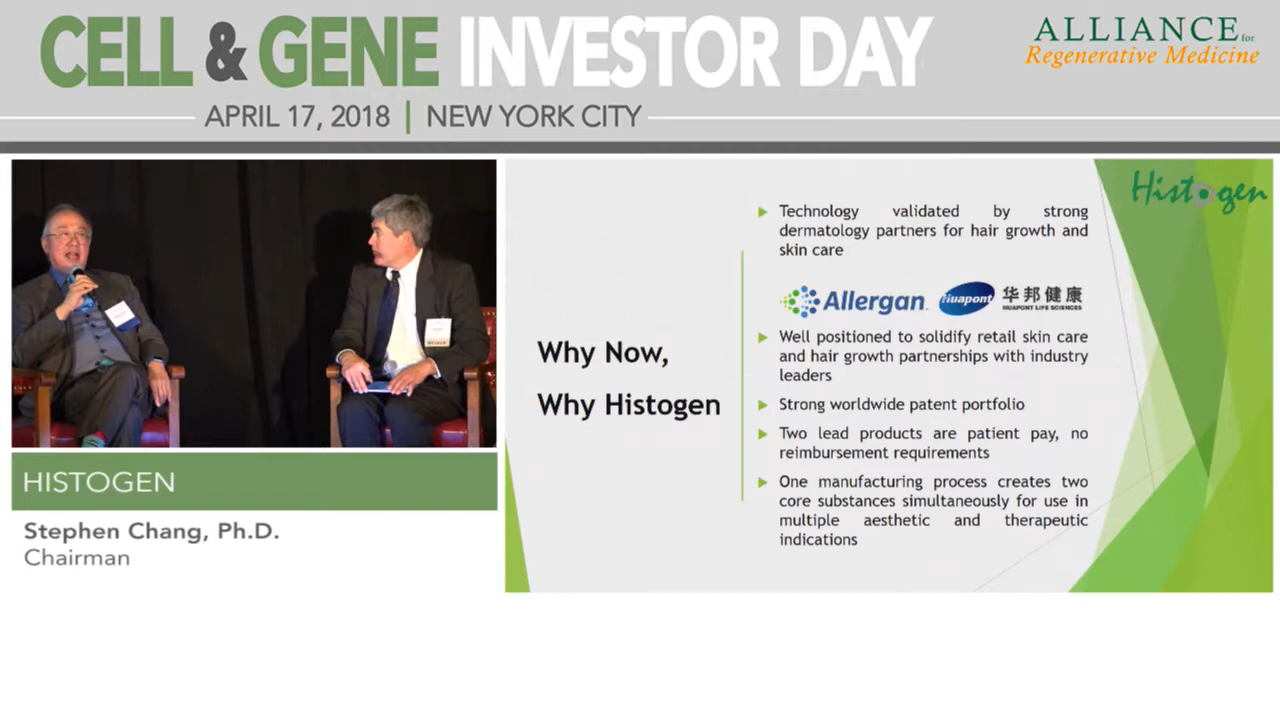 CELL & GENE INVESTOR DAY
APRIL 17, 2018 | NEW YORK CITY
ALLIANCE for
Regenerative Medicine
HISTOGEN
Stephen Chang, Ph.D.
Chairman
Histogen
Why Now,
Why Histogen
Technology validated by strong
dermatology partners for hair growth and
skin care
Allergan
Huapont
华邦健康
HUAPONT LIFE SCIENCES
Well positioned to solidify retail skin care
and hair growth partnerships with industry
leaders
Strong worldwide patent portfolio
Two lead products are patient pay, no
reimbursement requirements
One manufacturing process creates two
core substances simultaneously for use in
multiple aesthetic and therapeutic
indications